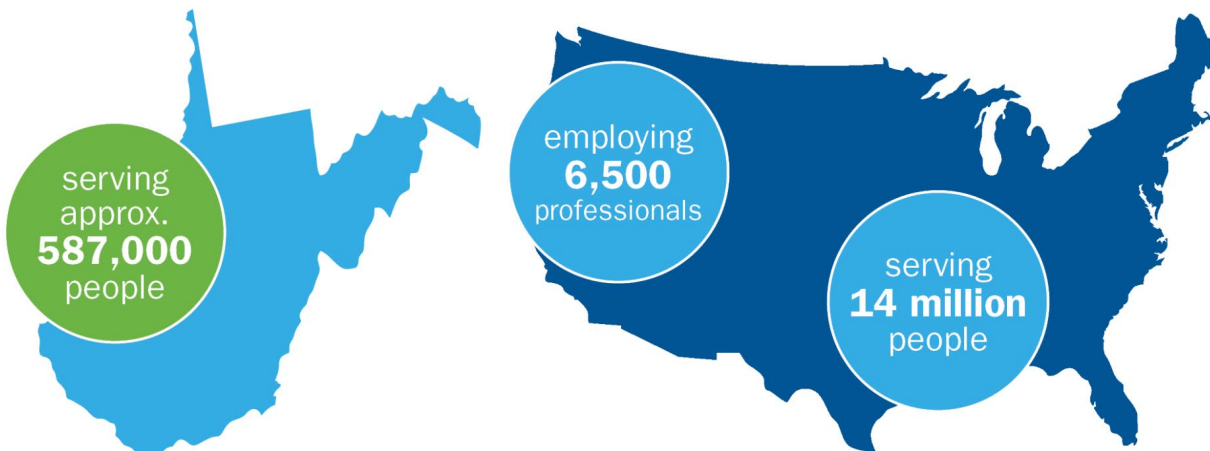 serving
approx.
587,000
people
employing
6,500
professionals
serving
14 million
people